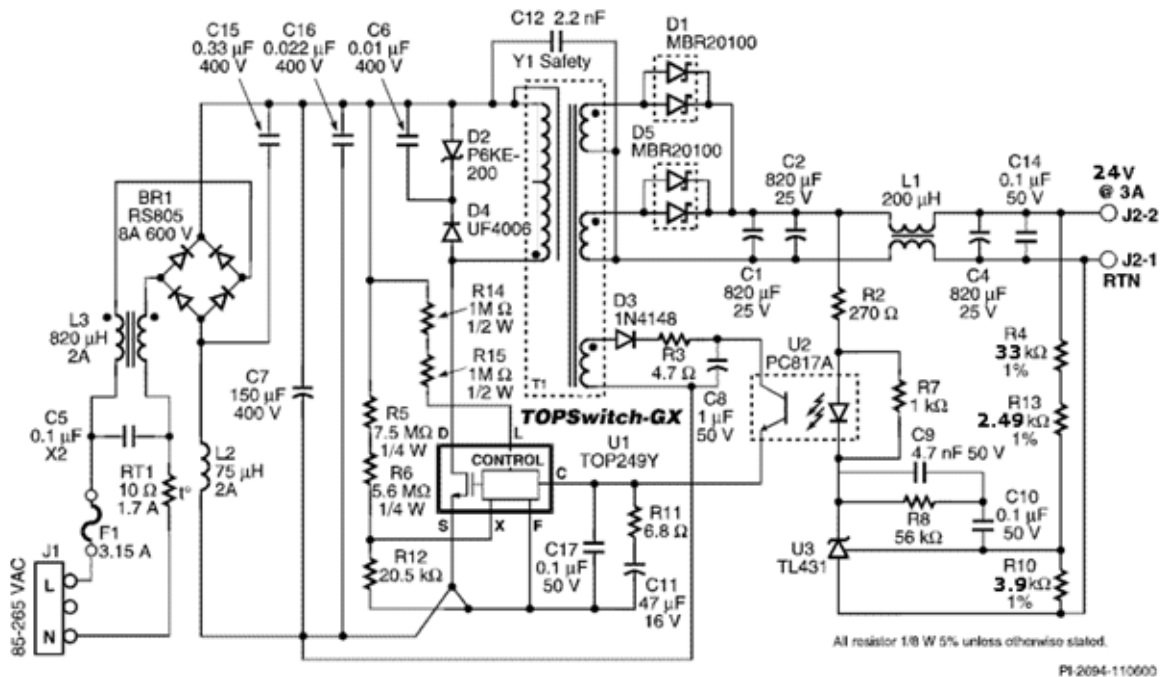 C15
0.33 µF
400 V
C16
0.022 µF
400 V
C6
0.01 µF
400 V
C12 2.2 nF
Y1 Safety
D1
MBR20100
D2
P6KE-
200
D5
MBR20100
BR1
RS805
8A 600 V
D4
UF4006
C2
820 µF
25 V
L1
200 µH
C14
0.1 µF
50 V
24V
@ 3A
J2-2
J2-1
RTN
C1
820 µF
25 V
C4
820 µF
25 V
L3
820 µH
2A
R14
1M Ω
1/2 W
R15
1M Ω
1/2 W
D3
1N4148
R3
4.7 Ω
T1
C8
1 µF
50 V
R2
270 Ω
U2
PC817A
R7
1 kΩ
R4
33 kΩ
1%
R13
2.49 kΩ
1%
C7
150 µF
400 V
C5
0.1 µF
X2
RT1
10 Ω
1.7 A
t°
L2
75 µH
2A
R5
7.5 MΩ
1/4 W
R6
5.6 MΩ
1/4 W
R12
20.5 kΩ
TOPSwitch-GX
U1
TOP249Y
D
L
CONTROL
C
S
X
F
C9
4.7 nF 50 V
R8
56 kΩ
C10
0.1 µF
50 V
R11
6.8 Ω
C17
0.1 µF
50 V
C11
47 µF
16 V
U3
TL431
R10
3.9 kΩ
1%
F1
3.15 A
J1
L
N
85-265 VAC
All resistor 1/8 W 5% unless otherwise stated.
PI-2694-110600